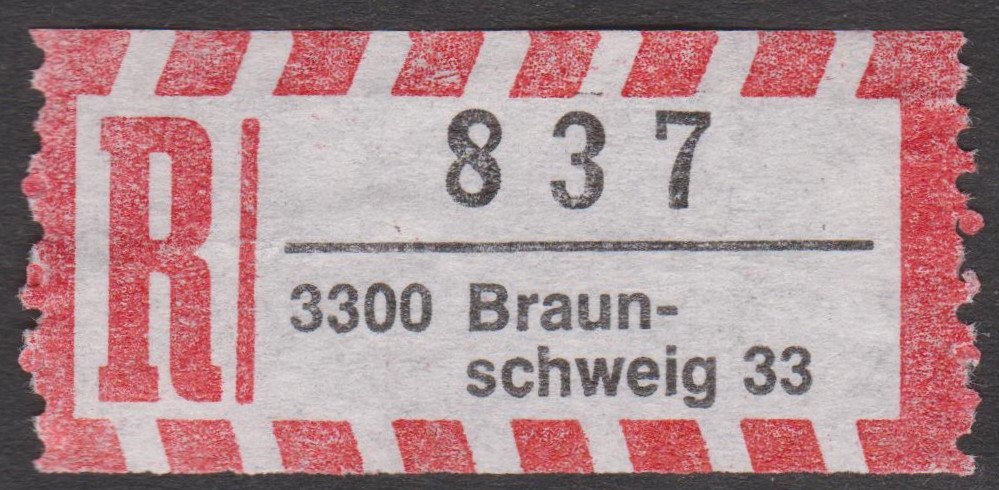 R
837
3300 Braun-
schweig 33